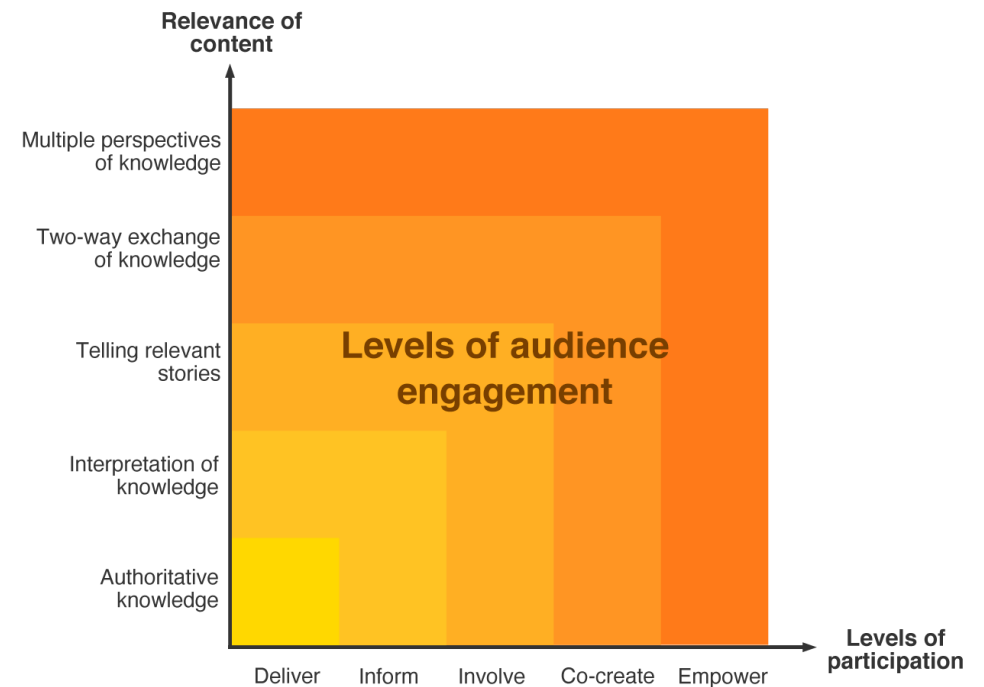 Relevance of
content
Multiple perspectives
of knowledge
Two-way exchange
of knowledge
Telling relevant
stories
Interpretation of
knowledge
Authoritative
knowledge
Levels of audience
engagement
Deliver
Inform
Involve
Co-create
Empower
Levels of
participation